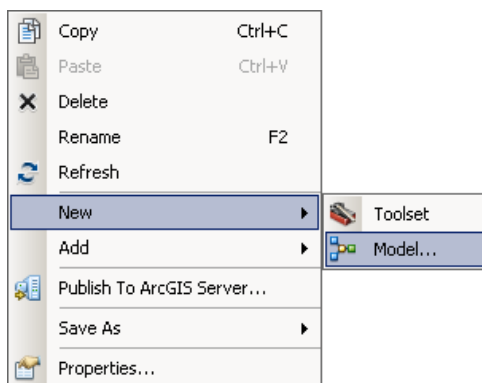 Copy Ctrl+C
Paste Ctrl+V
Delete
Rename F2
Refresh
New
Toolset
Add
Model...
Publish To ArcGIS Server...
Save As
Properties...